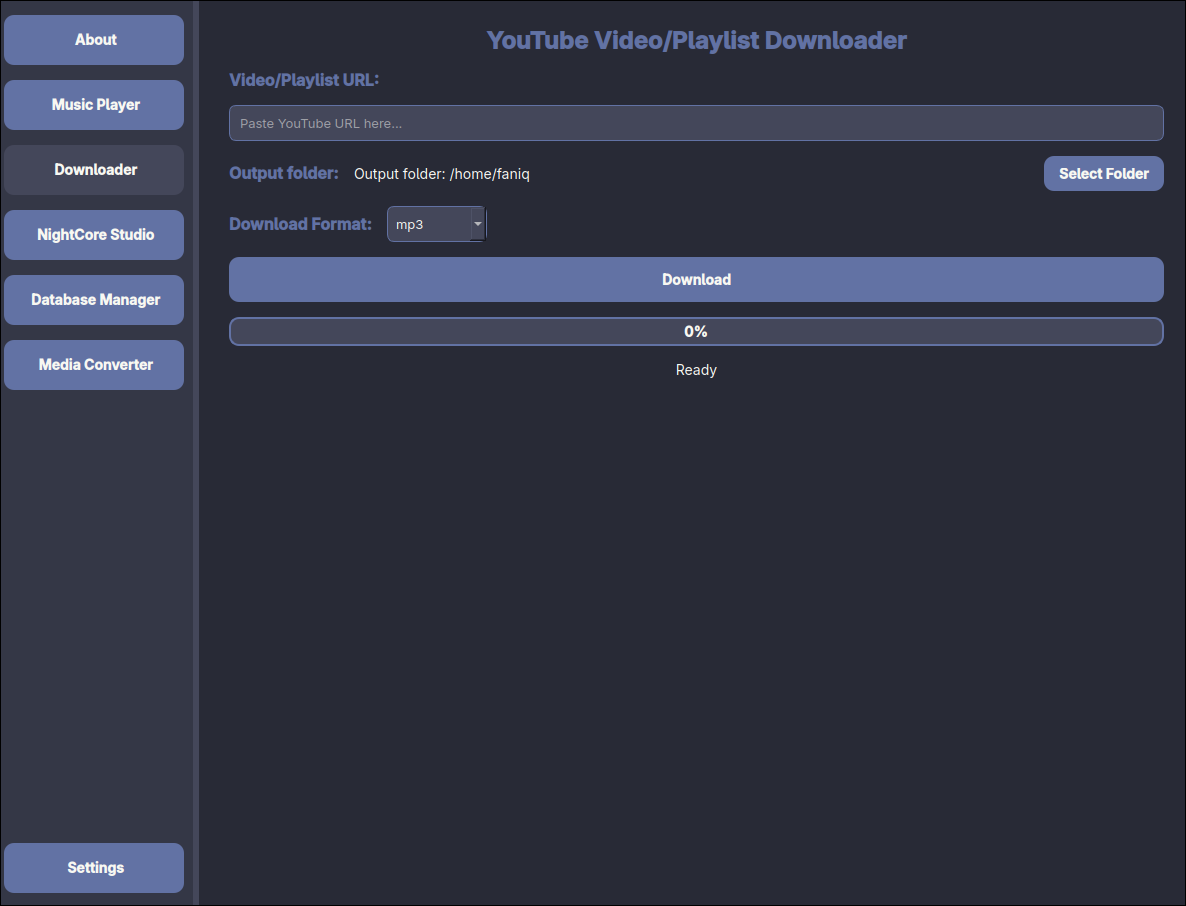 About
Music Player
Downloader
NightCore Studio
Database Manager
Media Converter
Settings
YouTube Video/Playlist Downloader
Video/Playlist URL:
Paste YouTube URL here...
Output folder: Output folder: /home/faniq Select Folder
Download Format: mp3
Download
0%
Ready